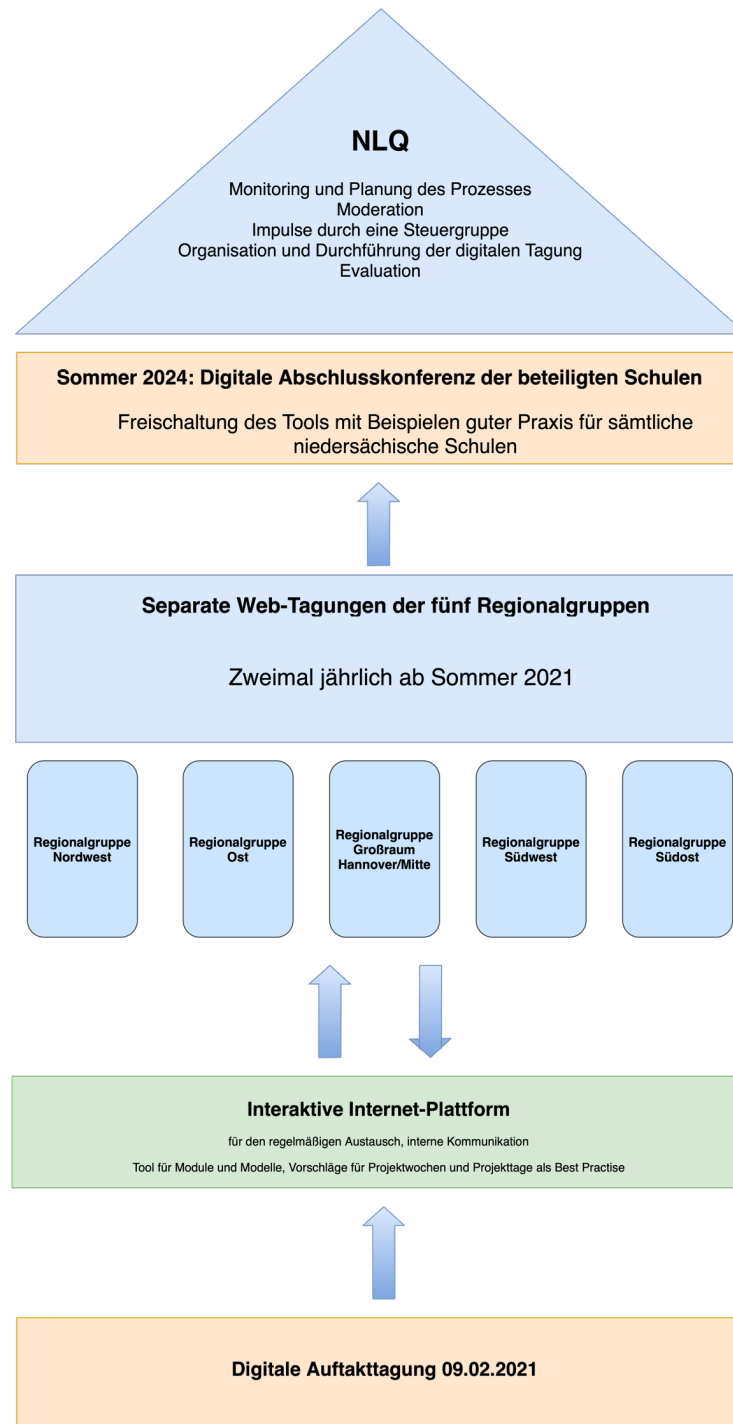 NLQ
Monitoring und Planung des Prozesses
Moderation
Impulse durch eine Steuergruppe
Organisation und Durchführung der digitalen Tagung
Evaluation
Sommer 2024: Digitale Abschlusskonferenz der beteiligten Schulen
Freischaltung des Tools mit Beispielen guter Praxis für sämtliche
niedersächische Schulen
Separate Web-Tagungen der fünf Regionalgruppen
Zweimal jährlich ab Sommer 2021
Regionalgruppe
Nordwest
Regionalgruppe
Ost
Regionalgruppe
Großraum
Hannover/Mitte
Regionalgruppe
Südwest
Regionalgruppe
Südost
Interaktive Internet-Plattform
für den regelmäßigen Austausch, interne Kommunikation
Tool für Module und Modelle, Vorschläge für Projektwochen und Projekttage als Best Practise
Digitale Auftakttagung 09.02.2021